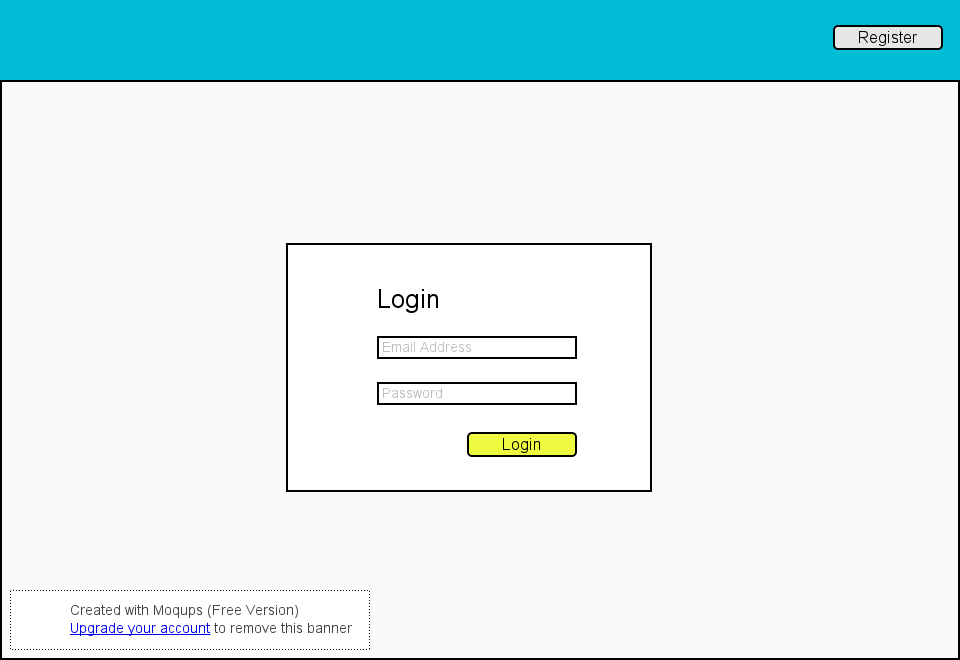 Register
Login
Email Address
Password
Login
Created with Moqups (Free Version)
Upgrade your account to remove this banner